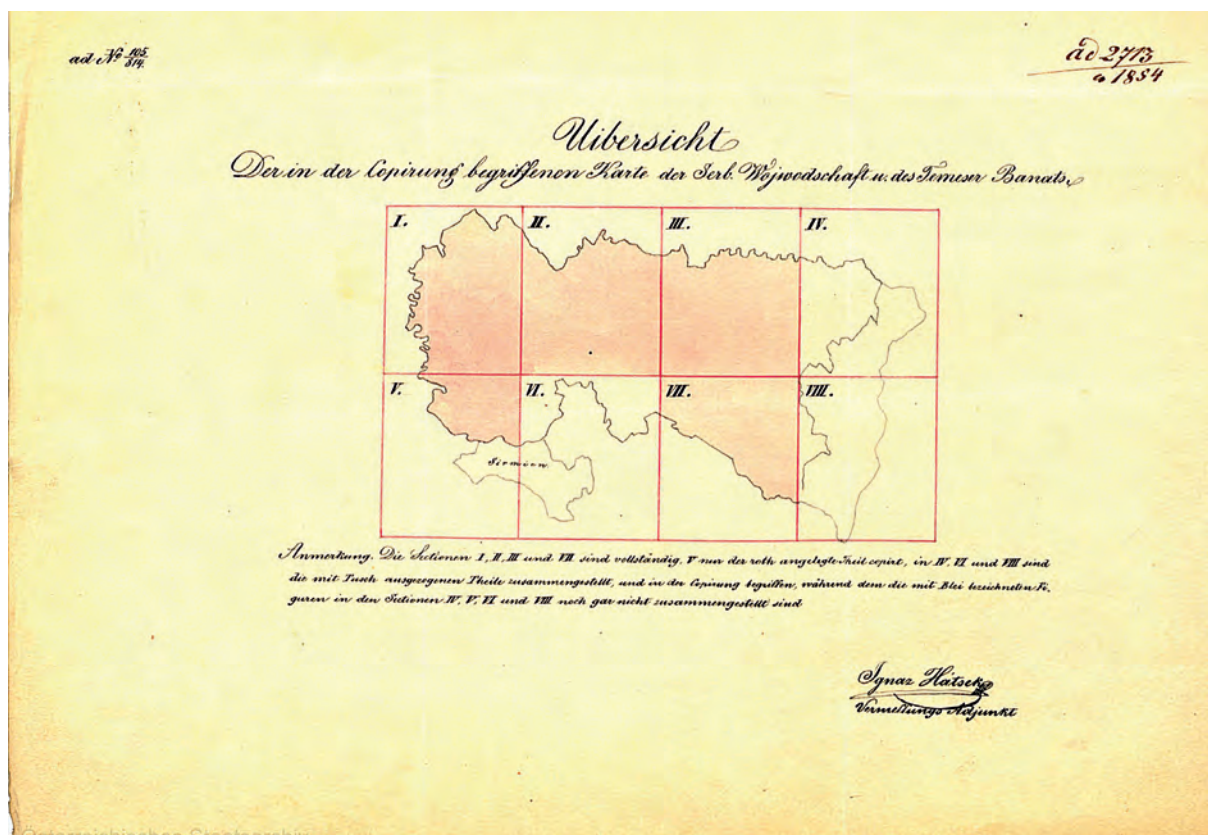 ad No 105/514.
ad 2713
a 1854
Uibersicht
Der in der Copirung begriffenen Karte der Serb. Wojwodschaft u. des Temeser Banats.
I. II. III. IV.
V. VI. VII. VIII.
Sirmien
Anmerkung. Die Sectionen I, II, III und VII sind vollständig, V nur der roth angelegte Theil copirt, in IV, VI und VIII sind
die mit Tusch ausgezogenen Theile zusammengestellt, und in der Copirung begriffen, während dem die mit Blei bezeichneten Fi-
guren in den Sectionen IV, V, VI und VIII noch gar nicht zusammengestellt sind
Ignaz Hátsek
Vermeßungs Adjunkt
Österreichisches Staatsarchiv